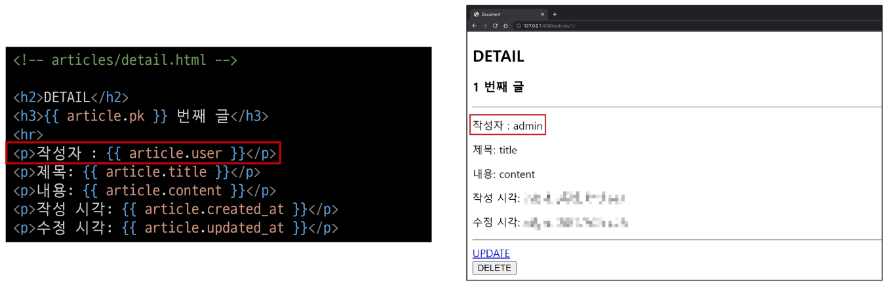 <!-- articles/detail.html -->
<h2>DETAIL</h2>
<h3>{{ article.pk }} 번째 글</h3>
<hr>
<p>작성자 : {{ article.user }}</p>
<p>제목: {{ article.title }}</p>
<p>내용: {{ article.content }}</p>
<p>작성 시각: {{ article.created_at }}</p>
<p>수정 시각: {{ article.updated_at }}</p>
Document
127.0.0.1:8000/articles/1/
DETAIL
1 번째 글
작성자 : admin
제목: title
내용: content
작성 시각:
수정 시각:
UPDATE
DELETE